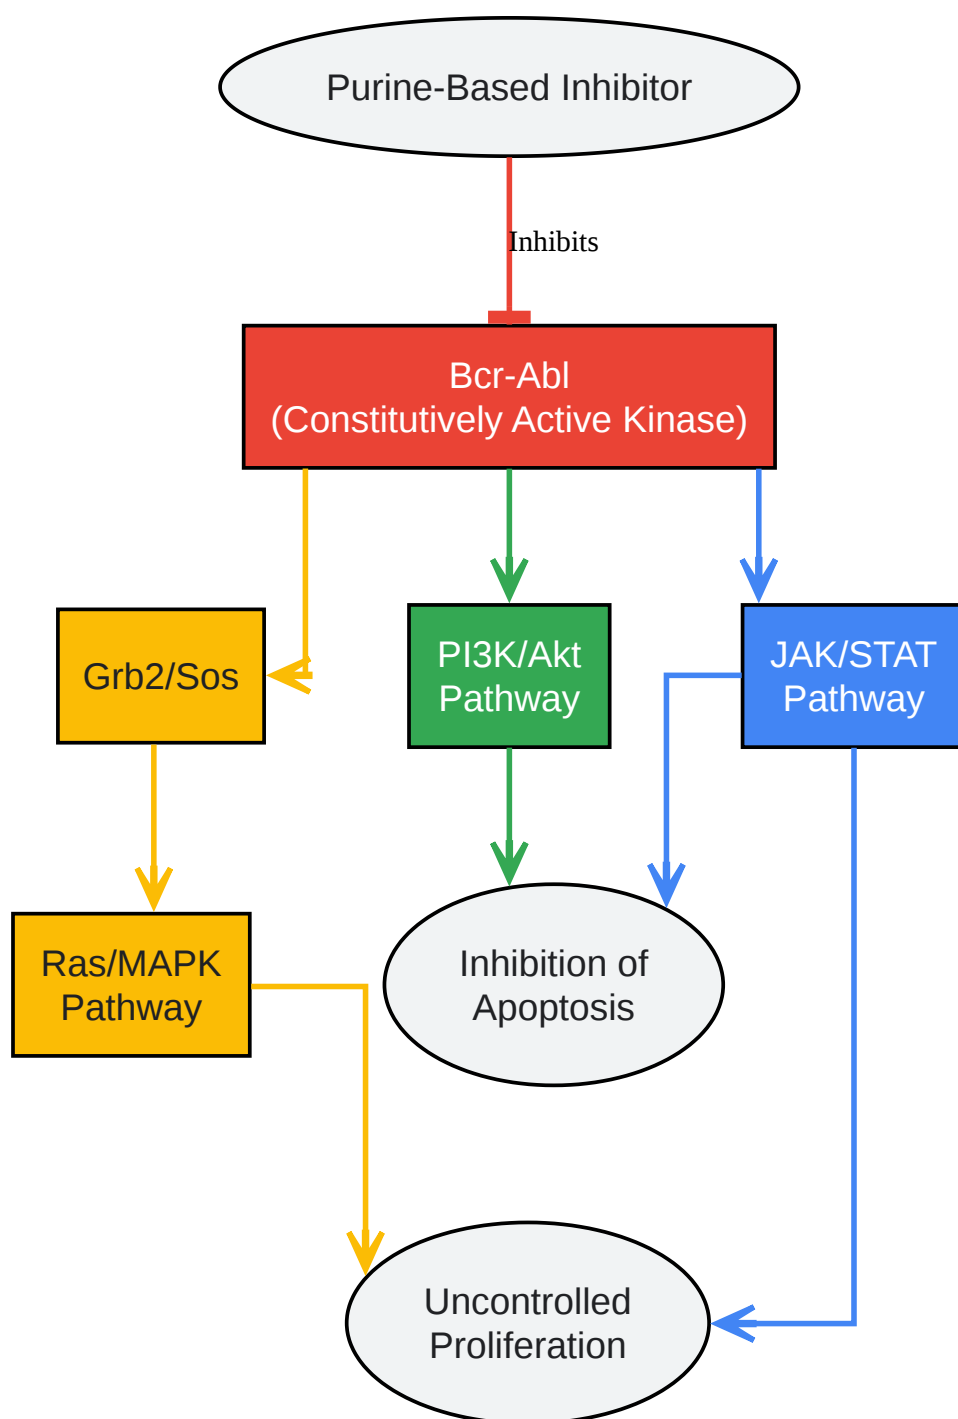 Purine-Based Inhibitor
Inhibits
Bcr-Abl
(Constitutively Active Kinase)
Grb2/Sos
PI3K/Akt
Pathway
JAK/STAT
Pathway
Ras/MAPK
Pathway
Inhibition of
Apoptosis
Uncontrolled
Proliferation